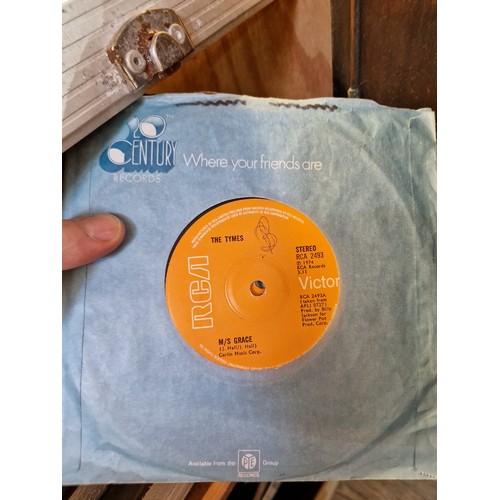 20TH
CENTURY
RECORDS
Where your friends are
THE TYMES
STEREO
RCA 2493
℗ 1974
RCA Records
3.11
RCA
Victor
RCA 2493A
(taken from
APL1 0727)
Prod. by Billy
Jackson for
Flower Pot
Prod. Corp.
M/S GRACE
(J. Hall/J. Hall)
Carlin Music Corp.
Available from the PYE RECORDS Group